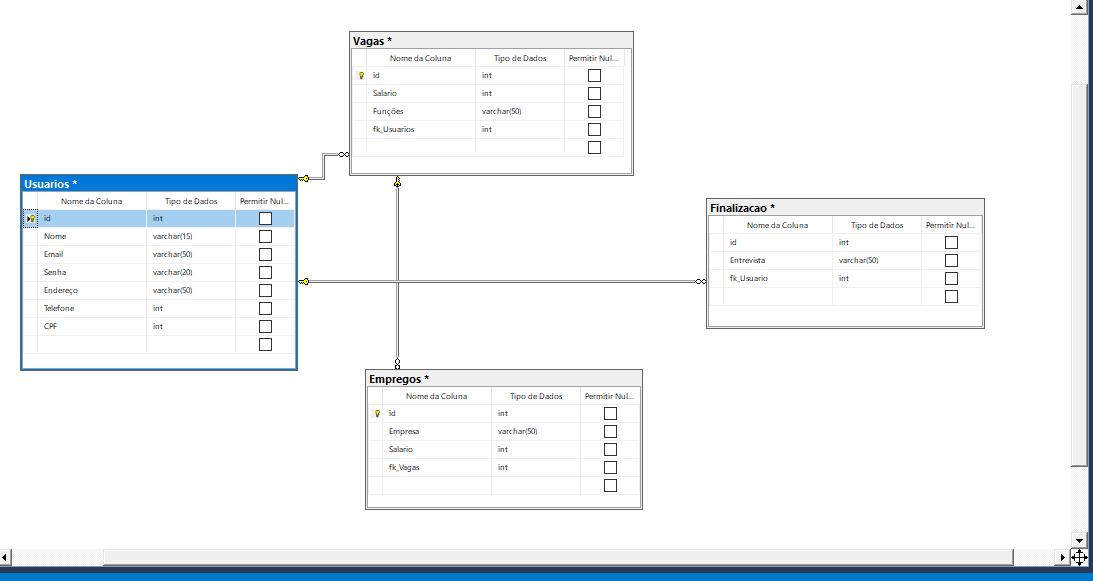 Vagas *
Nome da Coluna Tipo de Dados Permitir Nul...
id int
Salario int
Funções varchar(50)
fk_Usuarios int
Usuarios *
Nome da Coluna Tipo de Dados Permitir Nul...
id int
Nome varchar(15)
Email varchar(50)
Senha varchar(20)
Endereço varchar(50)
Telefone int
CPF int
Finalizacao *
Nome da Coluna Tipo de Dados Permitir Nul...
id int
Entrevista varchar(50)
fk_Usuario int
Empregos *
Nome da Coluna Tipo de Dados Permitir Nul...
id int
Empresa varchar(50)
Salario int
fk_Vagas int